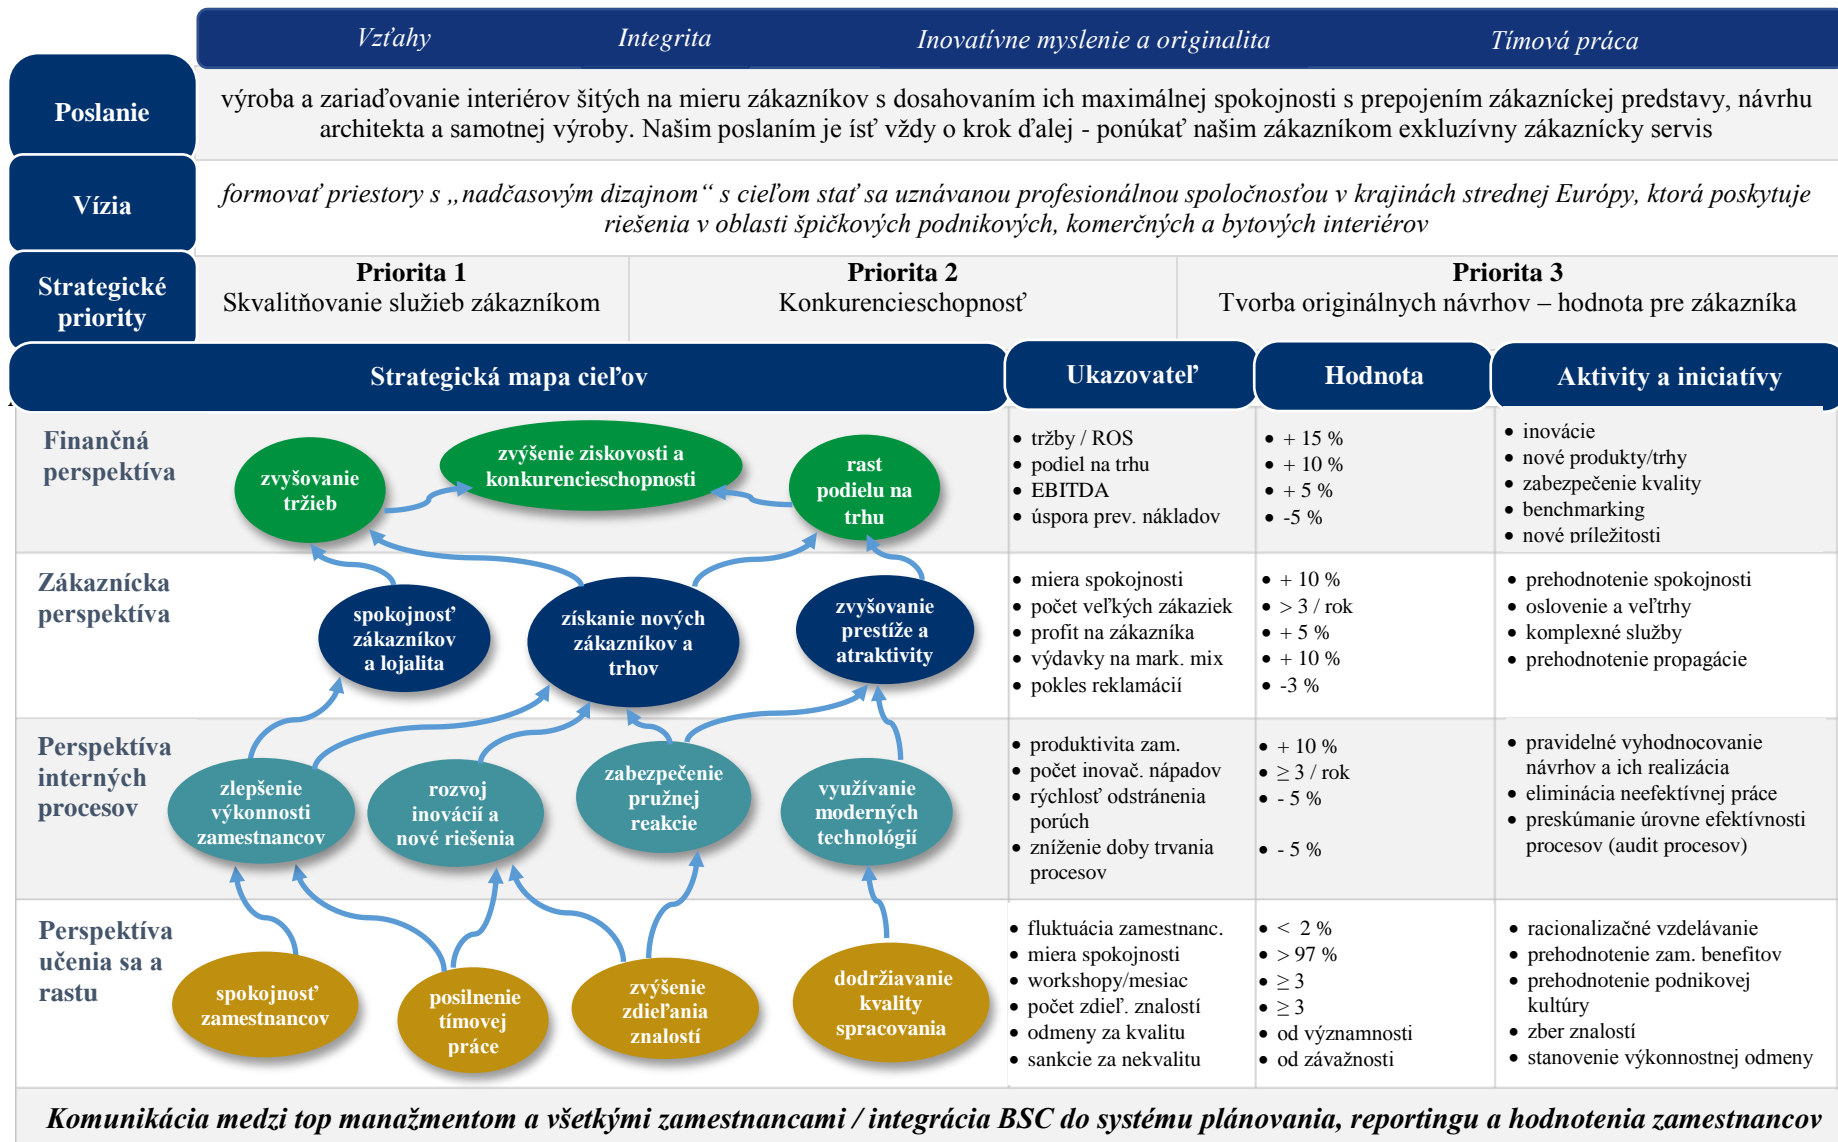 Vzťahy Integrita Inovatívne myslenie a originalita Tímová práca
Poslanie
výroba a zariaďovanie interiérov šitých na mieru zákazníkov s dosahovaním ich maximálnej spokojnosti s prepojením zákazníckej predstavy, návrhu
architekta a samotnej výroby. Našim poslaním je ísť vždy o krok ďalej - ponúkať našim zákazníkom exkluzívny zákaznícky servis
Vízia
formovať priestory s „nadčasovým dizajnom“ s cieľom stať sa uznávanou profesionálnou spoločnosťou v krajinách strednej Európy, ktorá poskytuje
riešenia v oblasti špičkových podnikových, komerčných a bytových interiérov
Strategické
priority
Priorita 1
Skvalitňovanie služieb zákazníkom
Priorita 2
Konkurencieschopnosť
Priorita 3
Tvorba originálnych návrhov – hodnota pre zákazníka
Strategická mapa cieľov
Ukazovateľ
Hodnota
Aktivity a iniciatívy
Finančná
perspektíva
zvyšovanie
tržieb
zvýšenie ziskovosti a
konkurencieschopnosti
rast
podielu na
trhu
• tržby / ROS
• podiel na trhu
• EBITDA
• úspora prev. nákladov
• + 15 %
• + 10 %
• + 5 %
• -5 %
• inovácie
• nové produkty/trhy
• zabezpečenie kvality
• benchmarking
• nové príležitosti
Zákaznícka
perspektíva
spokojnosť
zákazníkov
a lojalita
získanie nových
zákazníkov a
trhov
zvyšovanie
prestíže a
atraktivity
• miera spokojnosti
• počet veľkých zákaziek
• profit na zákazníka
• výdavky na mark. mix
• pokles reklamácií
• + 10 %
• > 3 / rok
• + 5 %
• + 10 %
• -3 %
• prehodnotenie spokojnosti
• oslovenie a veľtrhy
• komplexné služby
• prehodnotenie propagácie
Perspektíva
interných
procesov
zlepšenie
výkonnosti
zamestnancov
rozvoj
inovácií a
nové riešenia
zabezpečenie
pružnej
reakcie
využívanie
moderných
technológií
• produktivita zam.
• počet inovač. nápadov
• rýchlosť odstránenia
porúch
• zníženie doby trvania
procesov
• + 10 %
• ≥ 3 / rok
• - 5 %
• - 5 %
• pravidelné vyhodnocovanie
návrhov a ich realizácia
• eliminácia neefektívnej práce
• preskúmanie úrovne efektívnosti
procesov (audit procesov)
Perspektíva
učenia sa a
rastu
spokojnosť
zamestnancov
posilnenie
tímovej
práce
zvýšenie
zdieľania
znalostí
dodržiavanie
kvality
spracovania
• fluktuácia zamestnanc.
• miera spokojnosti
• workshopy/mesiac
• počet zdieľ. znalostí
• odmeny za kvalitu
• sankcie za nekvalitu
• < 2 %
• > 97 %
• ≥ 3
• ≥ 3
• od významnosti
• od závažnosti
• racionalizačné vzdelávanie
• prehodnotenie zam. benefitov
• prehodnotenie podnikovej
kultúry
• zber znalostí
• stanovenie výkonnostnej odmeny
Komunikácia medzi top manažmentom a všetkými zamestnancami / integrácia BSC do systému plánovania, reportingu a hodnotenia zamestnancov